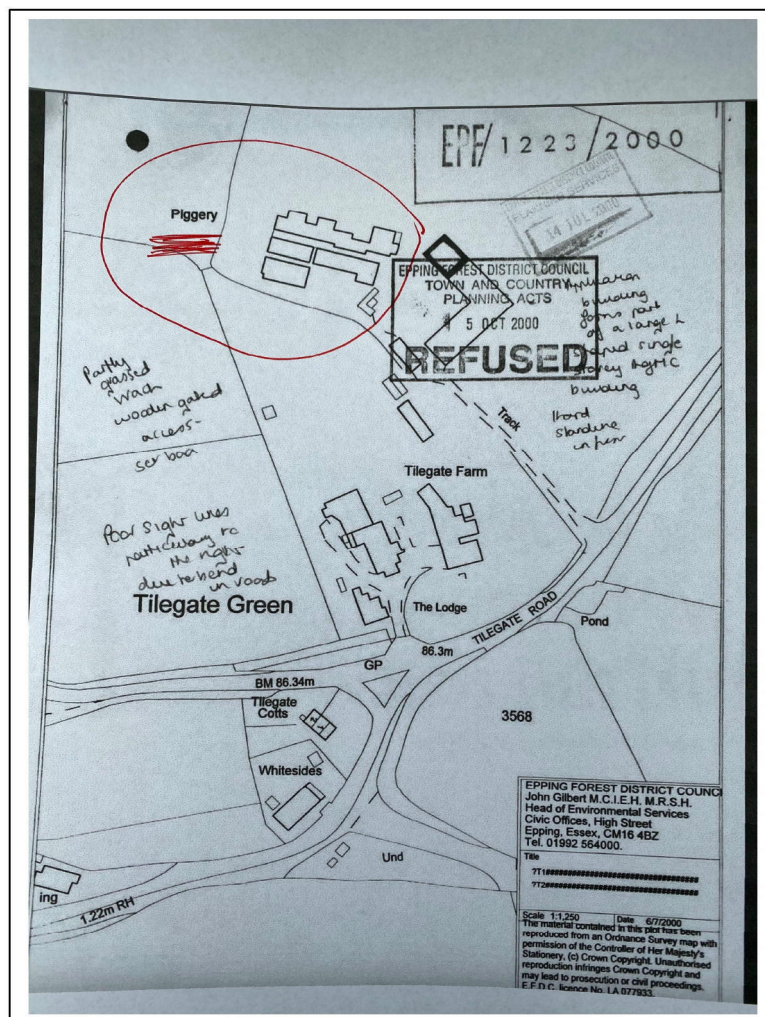 EPF/1223/2000
14 JUL 2000
Piggery
EPPING FOREST DISTRICT COUNCIL
TOWN AND COUNTRY
PLANNING ACTS
5 OCT 2000
REFUSED
Application
building
forms part
of a large L
shaped single
storey agric
building
Hard
standing
Partly
grassed
track
wooden gated
access-
set
Track
Tilegate Farm
Poor sight lines
particularly to
the right
due to bend
in road
Tilegate Green
The Lodge
TILEGATE ROAD
Pond
86.3m
GP
BM 86.34m
Tilegate
Cotts
3568
Whitesides
Und
ing
1.22m RH
EPPING FOREST DISTRICT COUNCI
John Gilbert M.C.I.E.H. M.R.S.H.
Head of Environmental Services
Civic Offices, High Street
Epping, Essex, CM16 4BZ
Tel. 01992 564000.
Title
Scale 1:1,250 Date 6/7/2000
The material contained in this plot has been
reproduced from an Ordnance Survey map with
permission of the Controller of Her Majesty's
Stationery, (c) Crown Copyright. Unauthorised
reproduction infringes Crown Copyright and
may lead to prosecution or civil proceedings.
E.F.D.C. licence No. LA 077933.